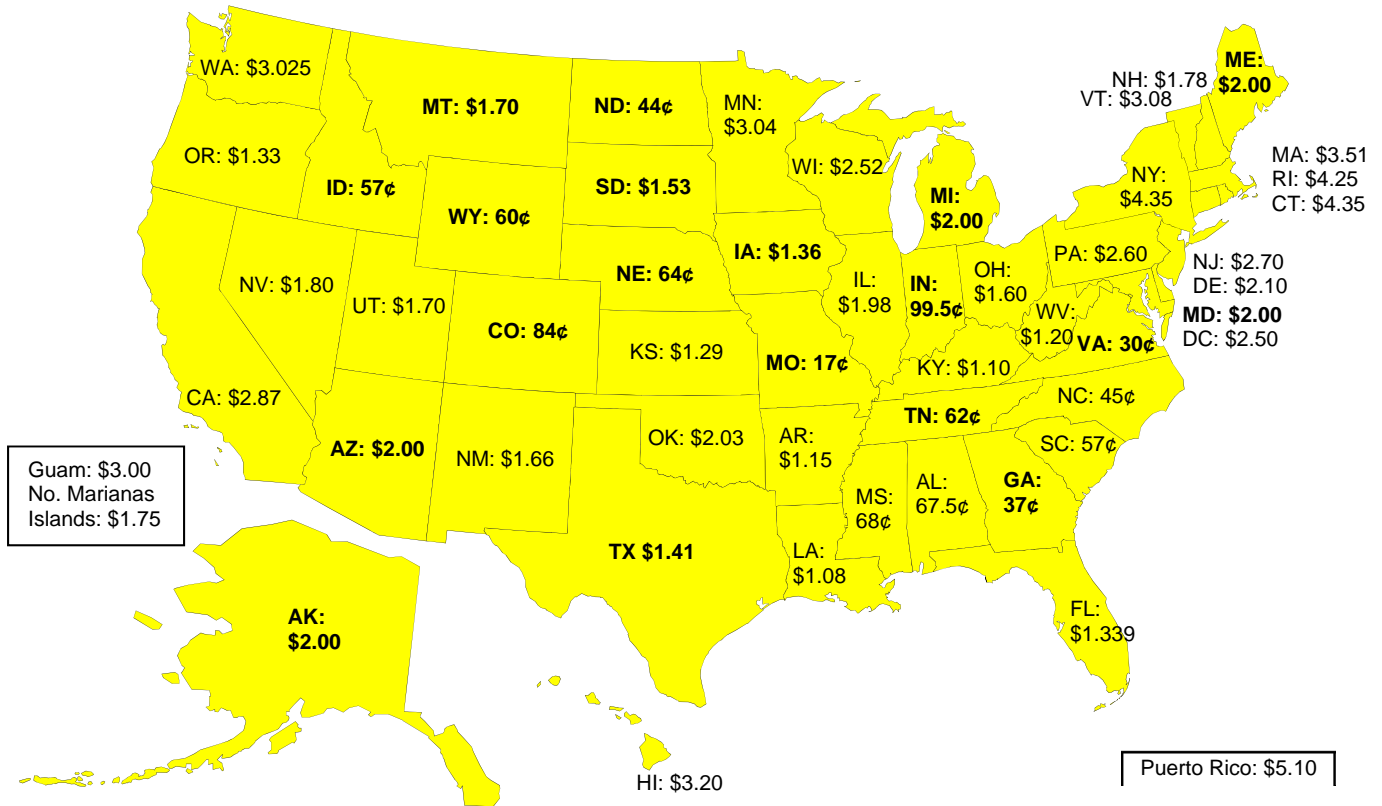 WA: $3.025
MT: $1.70
ND: 44¢
MN:
$3.04
NH: $1.78
VT: $3.08
ME:
$2.00
OR: $1.33
ID: 57¢
WY: 60¢
SD: $1.53
WI: $2.52
MI:
$2.00
NY:
$4.35
MA: $3.51
RI: $4.25
CT: $4.35
NV: $1.80
UT: $1.70
CO: 84¢
NE: 64¢
IA: $1.36
IL:
$1.98
IN:
99.5¢
OH:
$1.60
PA: $2.60
NJ: $2.70
DE: $2.10
MD: $2.00
DC: $2.50
WV:
$1.20
VA: 30¢
KS: $1.29
MO: 17¢
KY: $1.10
CA: $2.87
AZ: $2.00
NM: $1.66
OK: $2.03
AR:
$1.15
TN: 62¢
NC: 45¢
SC: 57¢
MS:
68¢
AL:
67.5¢
GA:
37¢
Guam: $3.00
No. Marianas
Islands: $1.75
TX $1.41
LA:
$1.08
FL:
$1.339
AK:
$2.00
HI: $3.20
Puerto Rico: $5.10